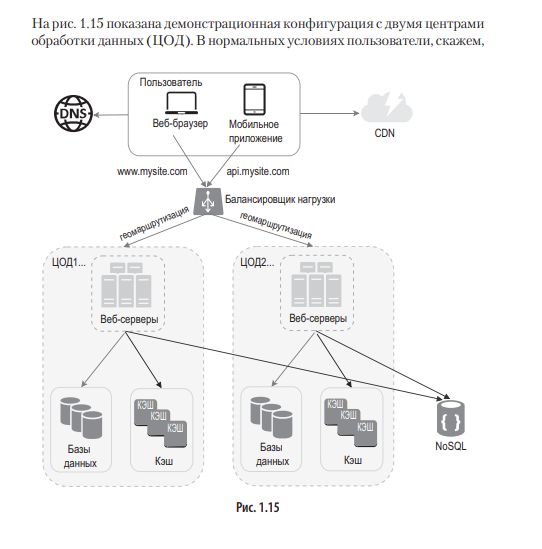 На рис. 1.15 показана демонстрационная конфигурация с двумя центрами
обработки данных (ЦОД). В нормальных условиях пользователи, скажем,
Пользователь
DNS
Веб-браузер
Мобильное
приложение
CDN
www.mysite.com
api.mysite.com
Балансировщик нагрузки
геомаршрутизация
геомаршрутизация
ЦОД1...
ЦОД2...
Веб-серверы
Веб-серверы
КЭШ
КЭШ
КЭШ
КЭШ
КЭШ
КЭШ
Базы
данных
Кэш
Базы
данных
Кэш
{ }
NoSQL
Рис. 1.15